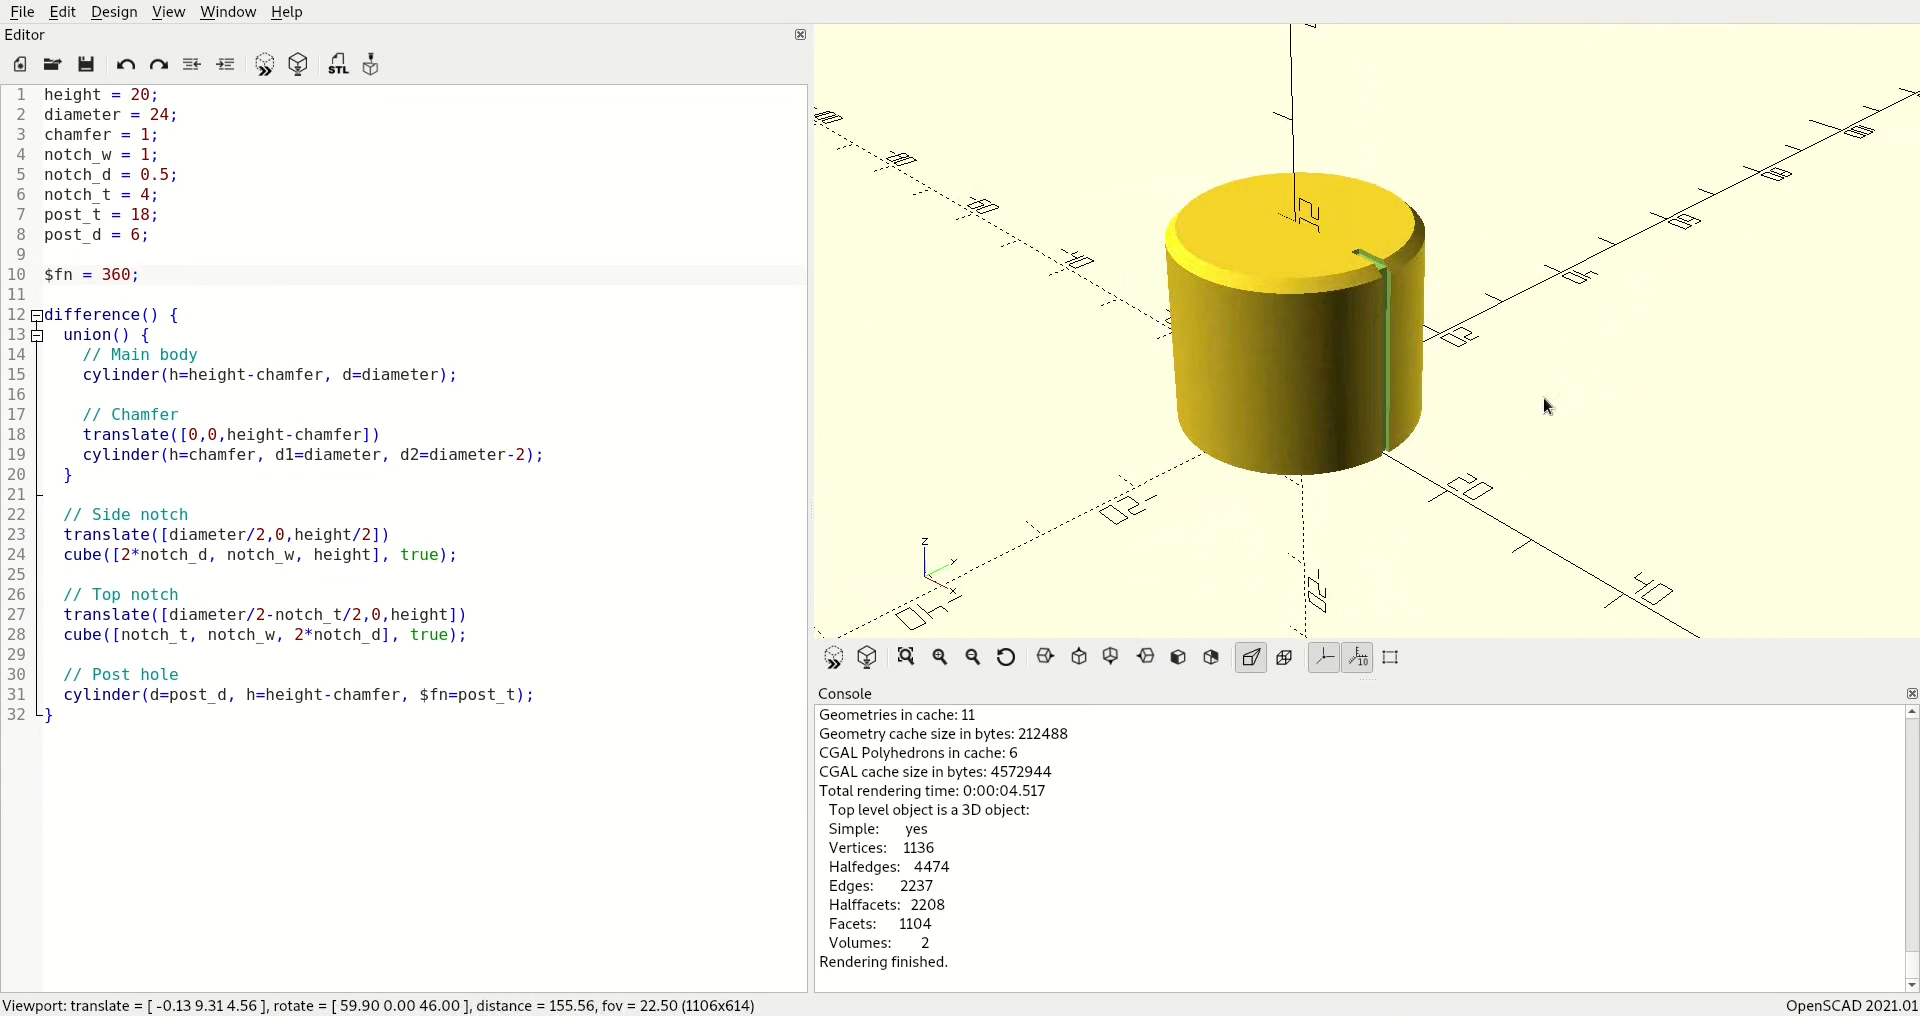 File Edit Design View Window Help
Editor
STL
1 height = 20;
2 diameter = 24;
3 chamfer = 1;
4 notch_w = 1;
5 notch_d = 0.5;
6 notch_t = 4;
7 post_t = 18;
8 post_d = 6;
9
10 $fn = 360;
11
12 difference() {
13 union() {
14 // Main body
15 cylinder(h=height-chamfer, d=diameter);
16
17 // Chamfer
18 translate([0,0,height-chamfer])
19 cylinder(h=chamfer, d1=diameter, d2=diameter-2);
20 }
21
22 // Side notch
23 translate([diameter/2,0,height/2])
24 cube([2*notch_d, notch_w, height], true);
25
26 // Top notch
27 translate([diameter/2-notch_t/2,0,height])
28 cube([notch_t, notch_w, 2*notch_d], true);
29
30 // Post hole
31 cylinder(d=post_d, h=height-chamfer, $fn=post_t);
32 }
20
40
-20
z
y
x
10
Console
Geometries in cache: 11
Geometry cache size in bytes: 212488
CGAL Polyhedrons in cache: 6
CGAL cache size in bytes: 4572944
Total rendering time: 0:00:04.517
Top level object is a 3D object:
Simple: yes
Vertices: 1136
Halfedges: 4474
Edges: 2237
Halffacets: 2208
Facets: 1104
Volumes: 2
Rendering finished.
Viewport: translate = [ -0.13 9.31 4.56 ], rotate = [ 59.90 0.00 46.00 ], distance = 155.56, fov = 22.50 (1106x614)
OpenSCAD 2021.01